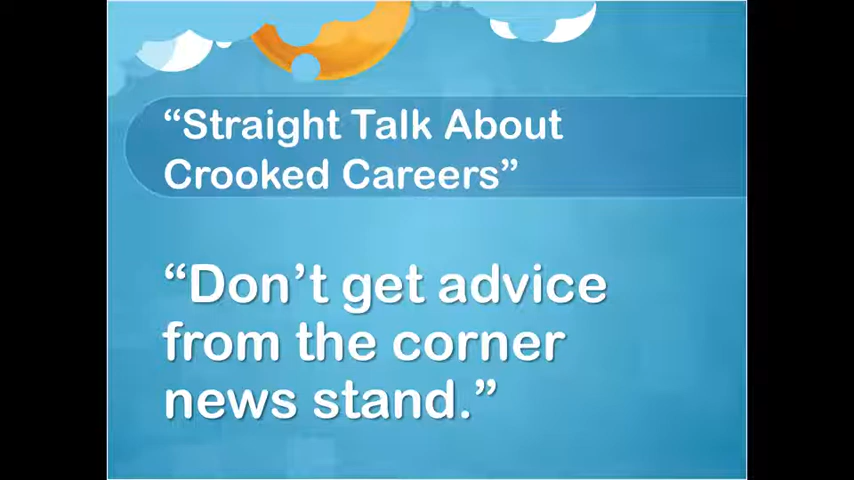 “Straight Talk About
Crooked Careers”
“Don’t get advice
from the corner
news stand.”